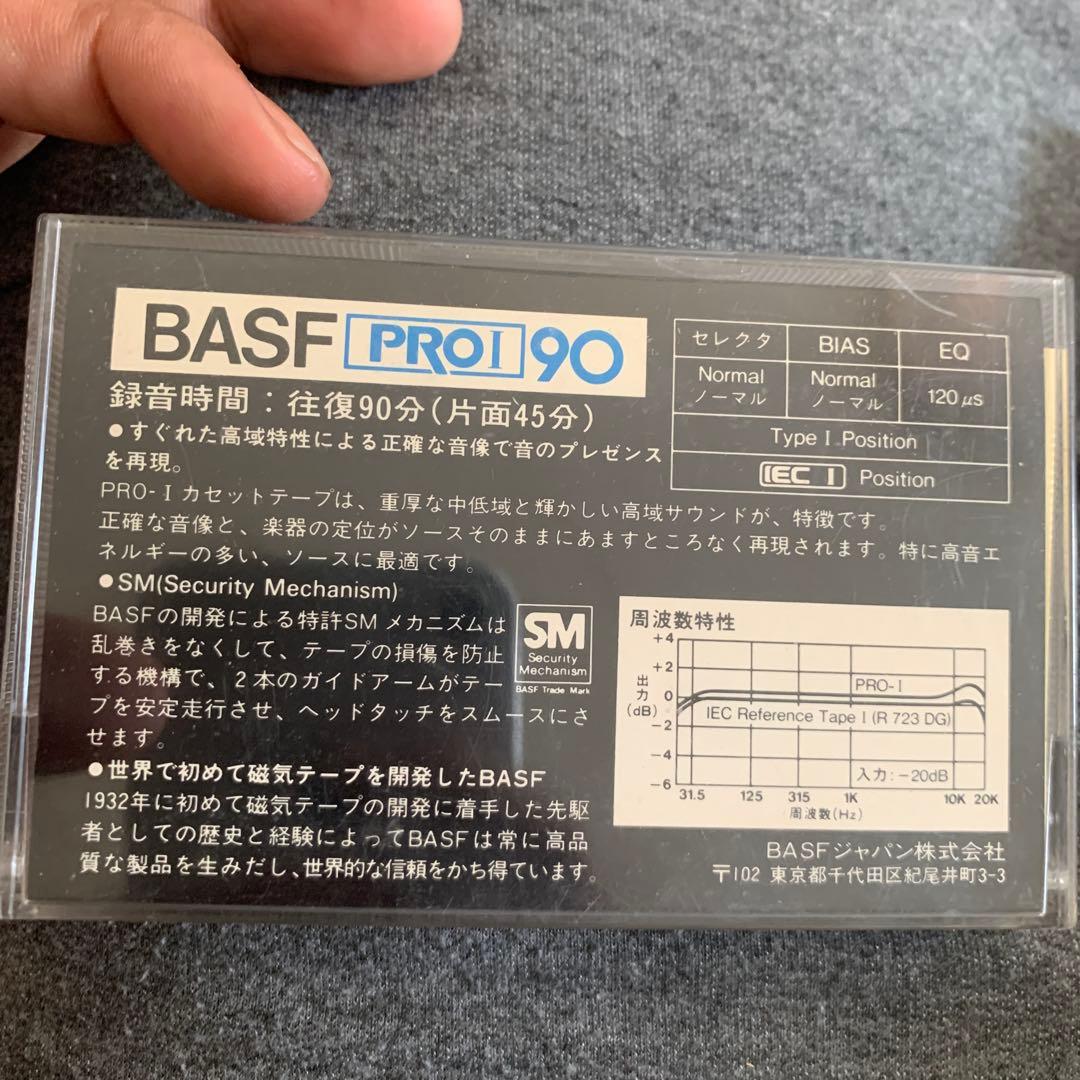 BASF PRO I 90
録音時間：往復90分(片面45分)
●すぐれた高域特性による正確な音像で音のプレゼンス
を再現。
セレクタ BIAS EQ
Normal Normal 120μs
ノーマル ノーマル
Type I Position
IEC I Position
PRO-Iカセットテープは、重厚な中低域と輝かしい高域サウンドが、特徴です。
正確な音像と、楽器の定位がソースそのままにあますところなく再現されます。特に高音エ
ネルギーの多い、ソースに最適です。
●SM(Security Mechanism)
BASFの開発による特許SMメカニズムは
乱巻きをなくして、テープの損傷を防止
する機構で、2本のガイドアームがテー
プを安定走行させ、ヘッドタッチをスムースにさ
せます。
SM
Security
Mechanism
BASF Trade Mark
●世界で初めて磁気テープを開発したBASF
1932年に初めて磁気テープの開発に着手した先駆
者としての歴史と経験によってBASFは常に高品
質な製品を生みだし、世界的な信頼をかち得ています。
周波数特性
+4
+2
0
-2
-4
-6
出力(dB)
PRO-I
IEC Reference Tape I (R 723 DG)
入力:-20dB
31.5 125 315 1K 10K 20K
周波数(Hz)
BASFジャパン株式会社
〒102 東京都千代田区紀尾井町3-3